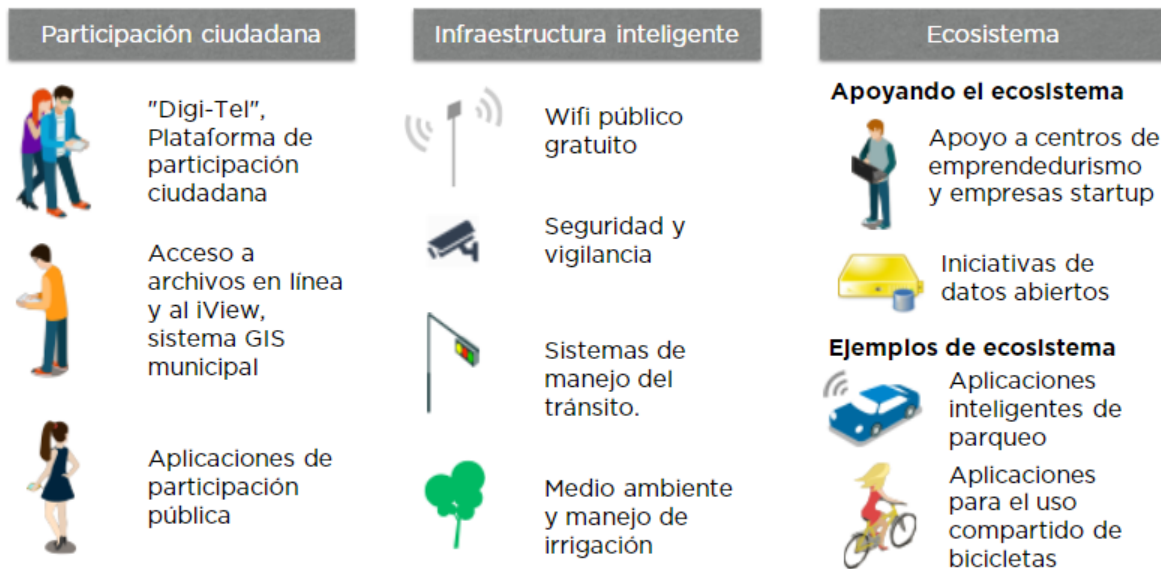 Participación ciudadana
"Digi-Tel",
Plataforma de
participación
ciudadana
Acceso a
archivos en línea
y al iView,
sistema GIS
municipal
Aplicaciones de
participación
pública
Infraestructura inteligente
Wifi público
gratuito
Seguridad y
vigilancia
Sistemas de
manejo del
tránsito.
Medio ambiente
y manejo de
irrigación
Ecosistema
Apoyando el ecosistema
Apoyo a centros de
emprendedurismo
y empresas startup
Iniciativas de
datos abiertos
Ejemplos de ecosistema
Aplicaciones
inteligentes de
parqueo
Aplicaciones
para el uso
compartido de
bicicletas